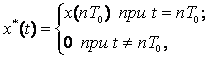 x*(t) = { x(nT₀) при t = nT₀;
0 при t ≠ nT₀,